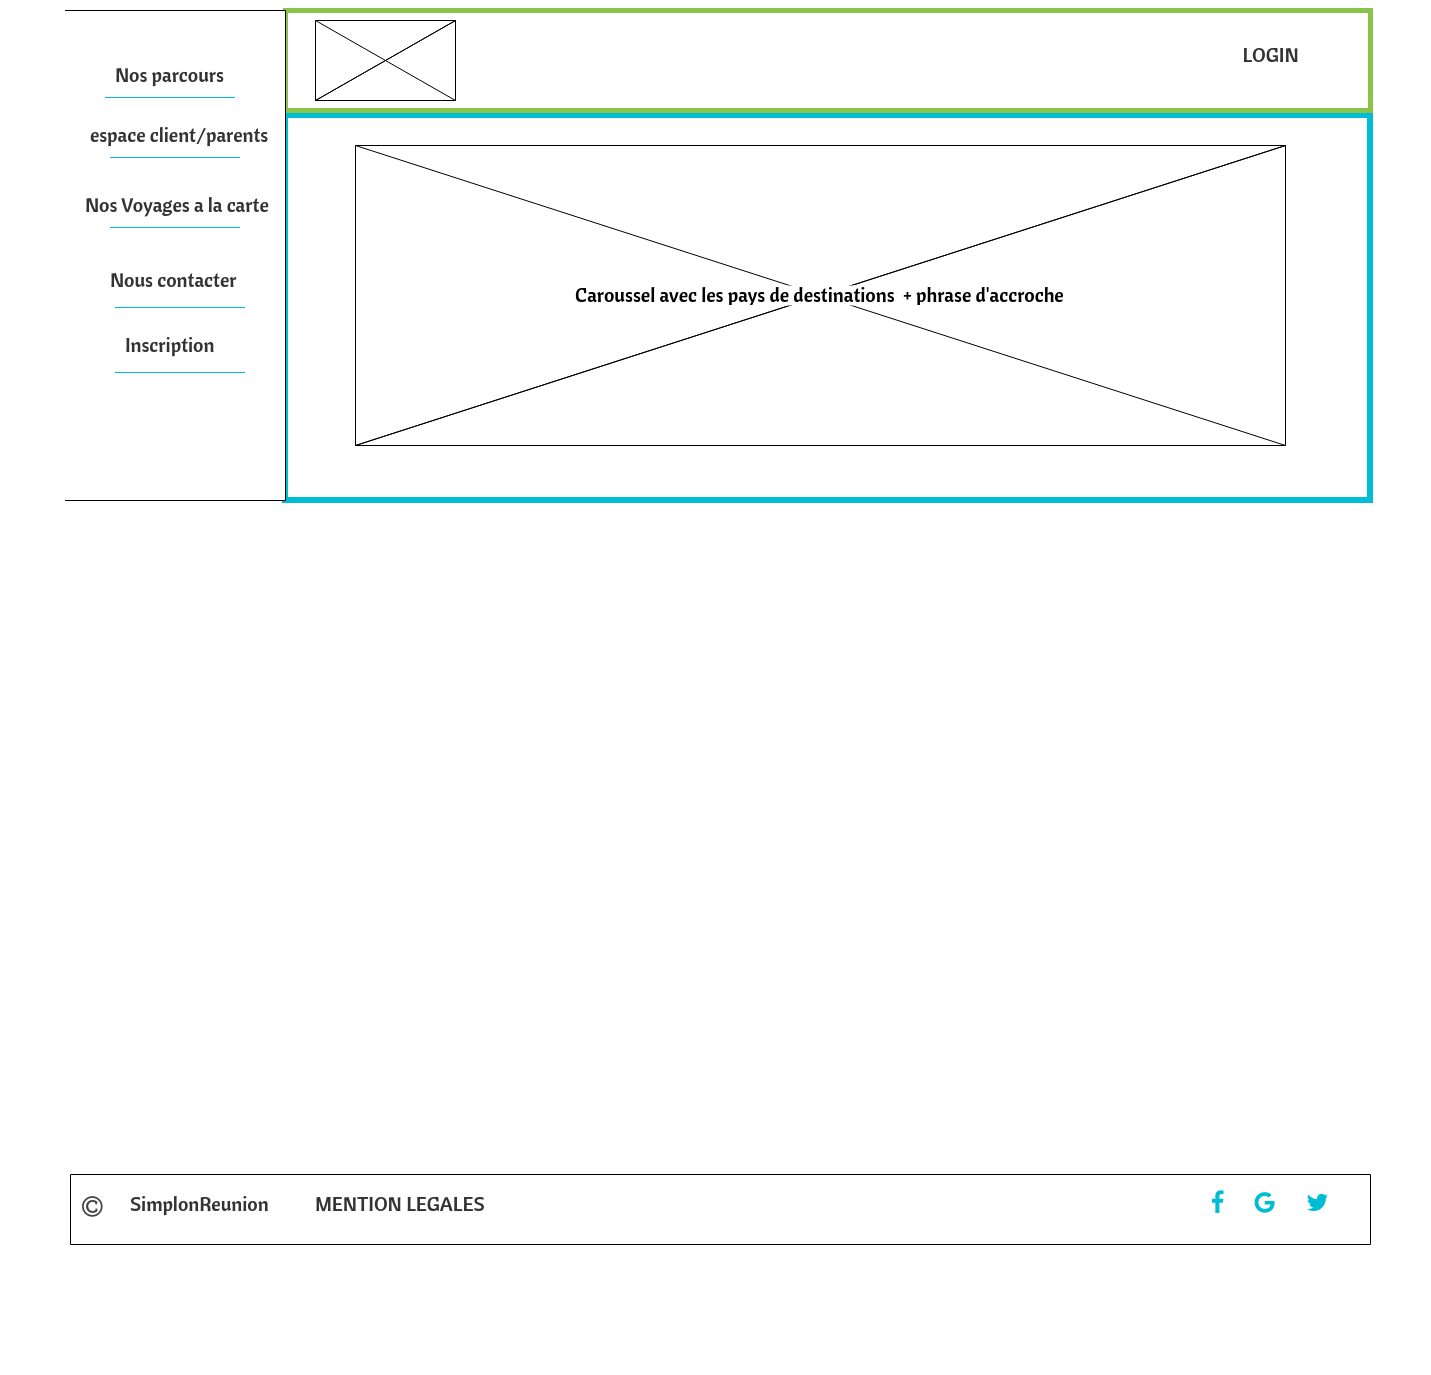 Nos parcours
espace client/parents
Nos Voyages a la carte
Nous contacter
Inscription
LOGIN
Caroussel avec les pays de destinations  + phrase d'accroche
© SimplonReunion MENTION LEGALES